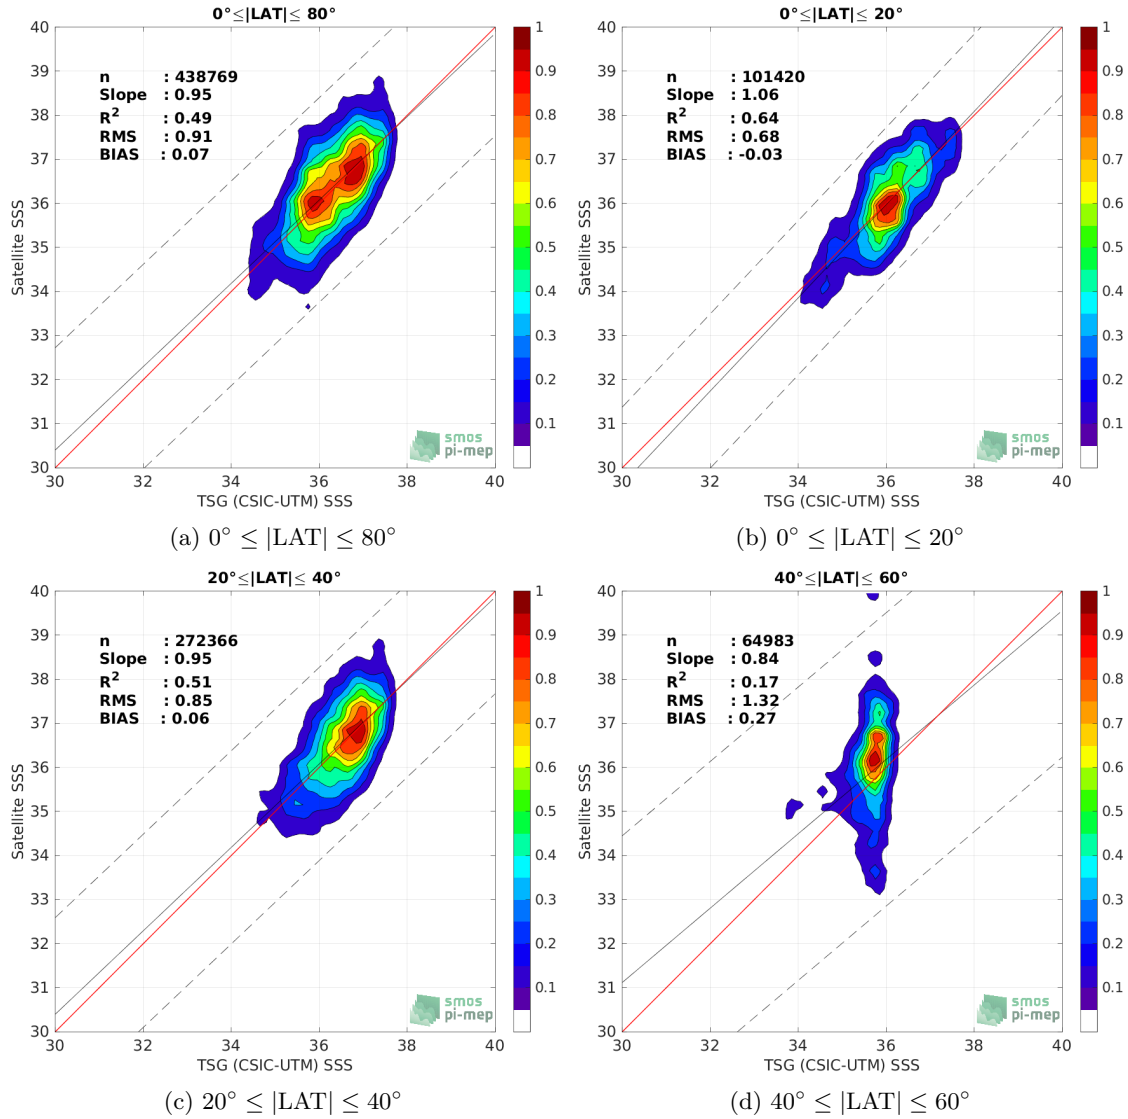 0°≤|LAT|≤ 80°
n : 438769
Slope : 0.95
R² : 0.49
RMS : 0.91
BIAS : 0.07
Satellite SSS
40
39
38
37
36
35
34
33
32
31
30
30 32 34 36 38 40
TSG (CSIC-UTM) SSS
1
0.9
0.8
0.7
0.6
0.5
0.4
0.3
0.2
0.1
smos
pi-mep
(a) 0° ≤ |LAT| ≤ 80°
0°≤|LAT|≤ 20°
n : 101420
Slope : 1.06
R² : 0.64
RMS : 0.68
BIAS : -0.03
Satellite SSS
40
39
38
37
36
35
34
33
32
31
30
30 32 34 36 38 40
TSG (CSIC-UTM) SSS
1
0.9
0.8
0.7
0.6
0.5
0.4
0.3
0.2
0.1
smos
pi-mep
(b) 0° ≤ |LAT| ≤ 20°
20°≤|LAT|≤ 40°
n : 272366
Slope : 0.95
R² : 0.51
RMS : 0.85
BIAS : 0.06
Satellite SSS
40
39
38
37
36
35
34
33
32
31
30
30 32 34 36 38 40
TSG (CSIC-UTM) SSS
1
0.9
0.8
0.7
0.6
0.5
0.4
0.3
0.2
0.1
smos
pi-mep
(c) 20° ≤ |LAT| ≤ 40°
40°≤|LAT|≤ 60°
n : 64983
Slope : 0.84
R² : 0.17
RMS : 1.32
BIAS : 0.27
Satellite SSS
40
39
38
37
36
35
34
33
32
31
30
30 32 34 36 38 40
TSG (CSIC-UTM) SSS
1
0.9
0.8
0.7
0.6
0.5
0.4
0.3
0.2
0.1
smos
pi-mep
(d) 40° ≤ |LAT| ≤ 60°